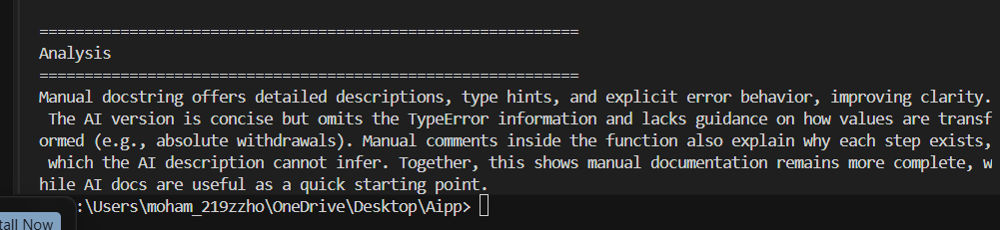 ============================================================
Analysis
============================================================
Manual docstring offers detailed descriptions, type hints, and explicit error behavior, improving clarity.
The AI version is concise but omits the TypeError information and lacks guidance on how values are transf
ormed (e.g., absolute withdrawals). Manual comments inside the function also explain why each step exists,
which the AI description cannot infer. Together, this shows manual documentation remains more complete, w
hile AI docs are useful as a quick starting point.
:\Users\moham_219zzho\OneDrive\Desktop\Aipp>
tall Now